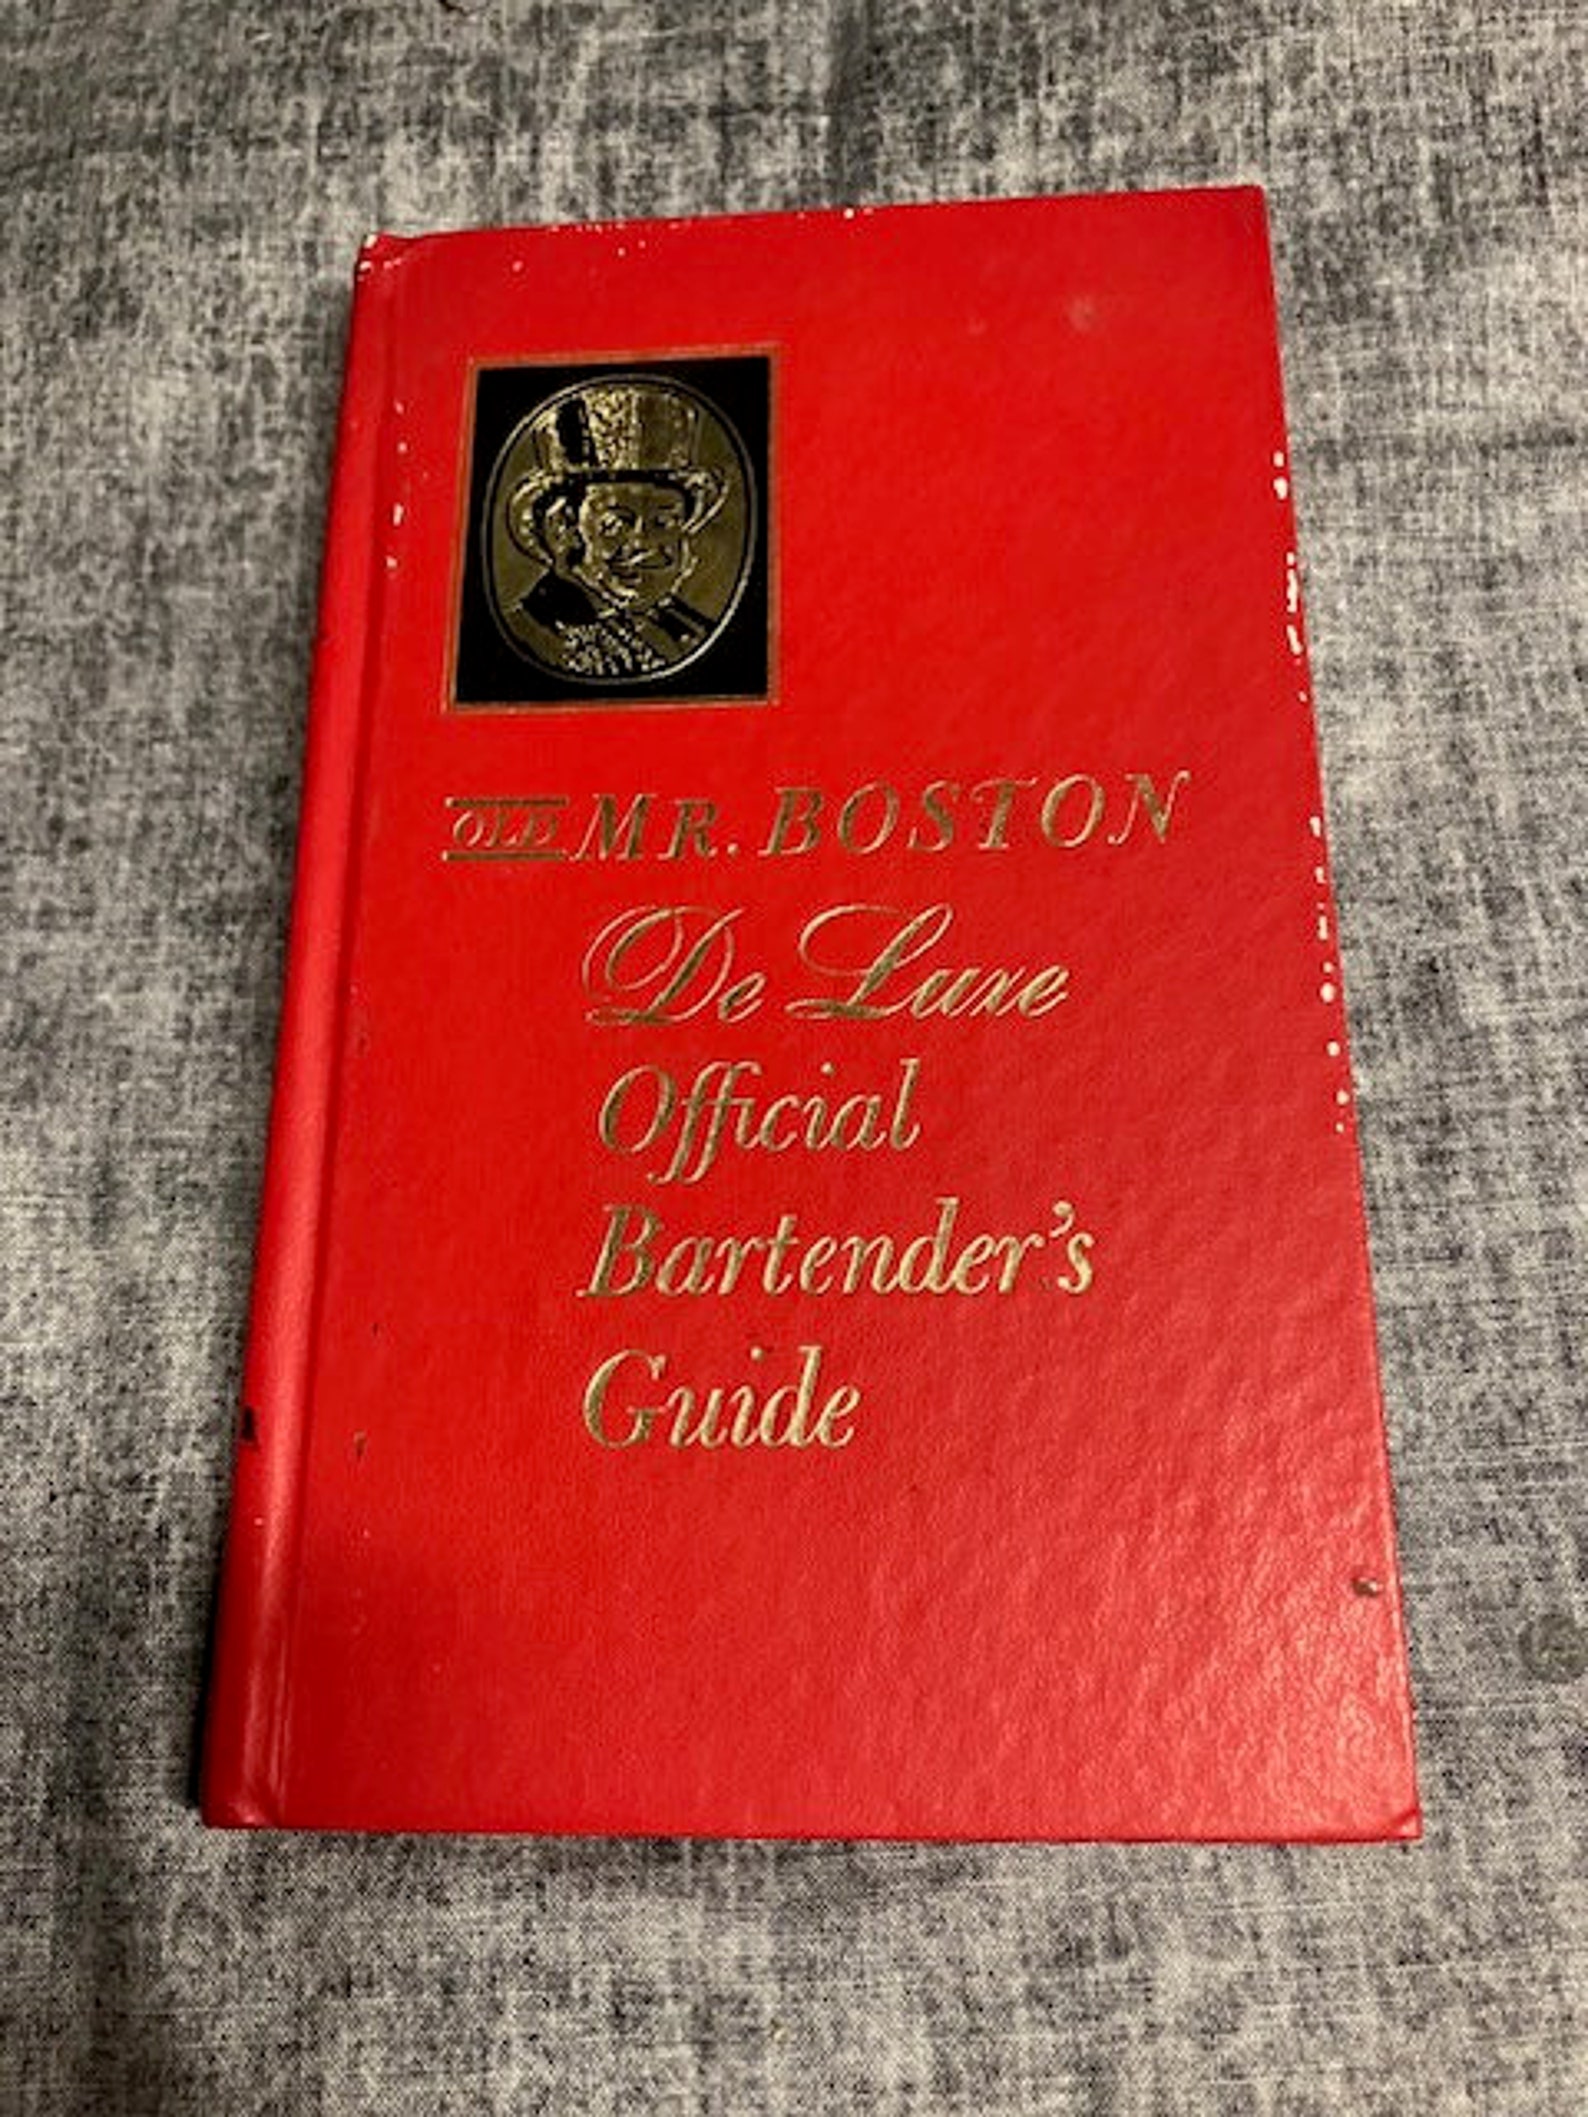 OLD MR. BOSTON
De Luxe
Official
Bartender's
Guide